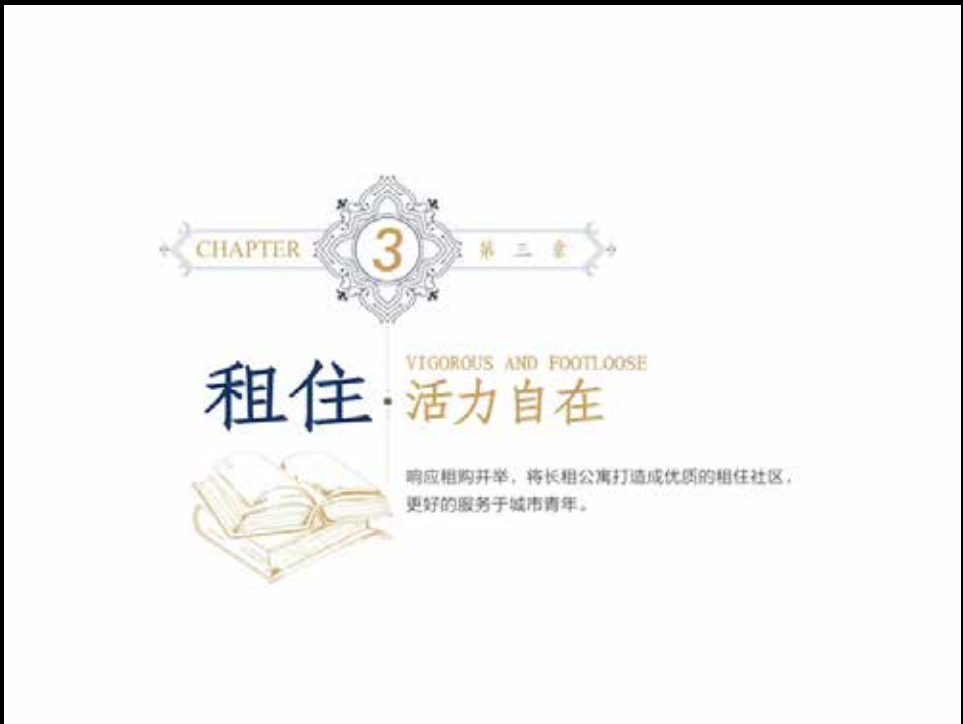 CHAPTER 3 第三章
VIGOROUS AND FOOTLOOSE
租住·活力自在
响应租购并举，将长租公寓打造成优质的租住社区，
更好的服务于城市青年。